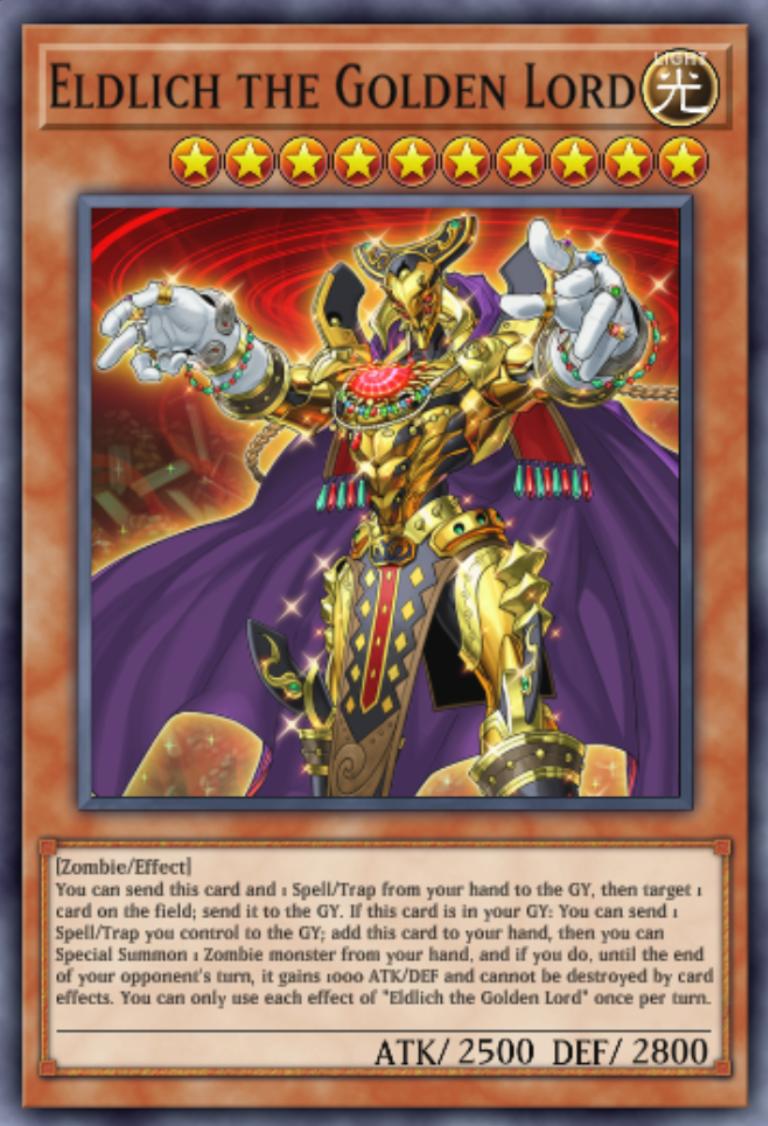 ELDLICH THE GOLDEN LORD
LIGHT
光
[Zombie/Effect]
You can send this card and 1 Spell/Trap from your hand to the GY, then target 1
card on the field; send it to the GY. If this card is in your GY: You can send 1
Spell/Trap you control to the GY; add this card to your hand, then you can
Special Summon 1 Zombie monster from your hand, and if you do, until the end
of your opponent's turn, it gains 1000 ATK/DEF and cannot be destroyed by card
effects. You can only use each effect of "Eldlich the Golden Lord" once per turn.
ATK/ 2500 DEF/ 2800